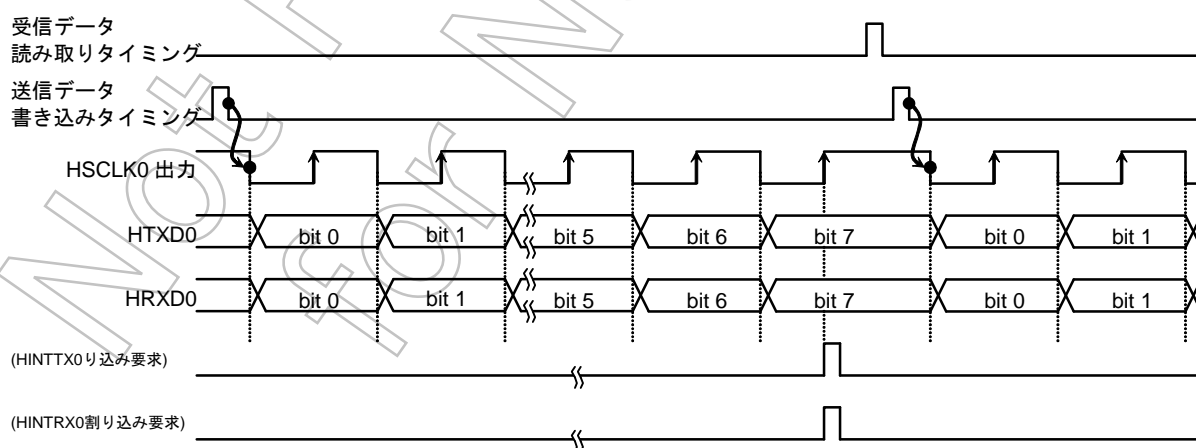 受信データ
読み取りタイミング
送信データ
書き込みタイミング
HSCLK0 出力
HTXD0 bit 0 bit 1 bit 5 bit 6 bit 7 bit 0 bit 1
HRXD0 bit 0 bit 1 bit 5 bit 6 bit 7 bit 0 bit 1
(HINTTX0り込み要求)
(HINTRX0割り込み要求)
Not
for N